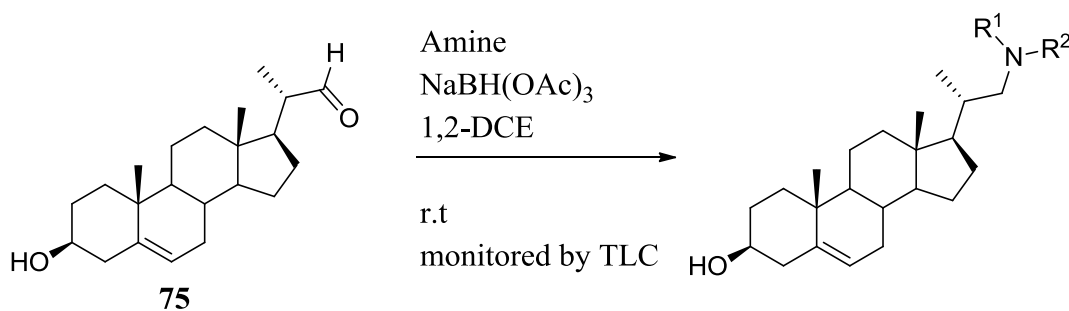 H
O
HO
75
Amine
NaBH(OAc)3
1,2-DCE
r.t
monitored by TLC
R1
N
R2
HO